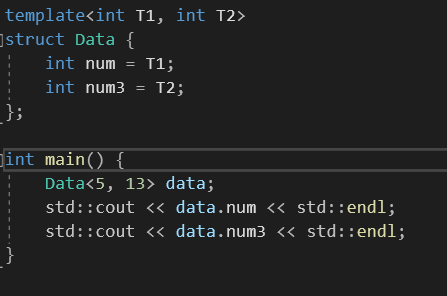 template<int T1, int T2>
struct Data {
    int num = T1;
    int num3 = T2;
};
int main() {
    Data<5, 13> data;
    std::cout << data.num << std::endl;
    std::cout << data.num3 << std::endl;
}